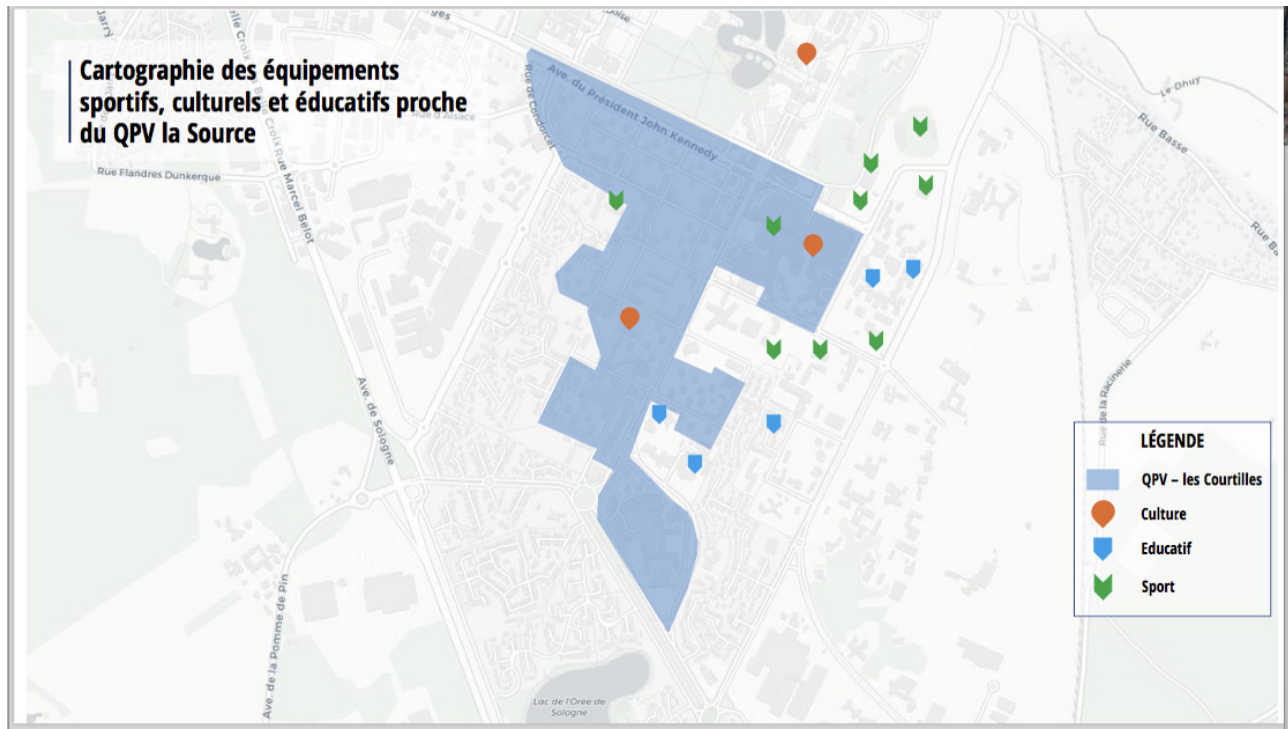 Cartographie des équipements
sportifs, culturels et éducatifs proche
du QPV la Source
Ave. du Président John Kennedy
Rue de Condorcet
Rue d'Alsace
Rue Flandres Dunkerque
Rue Marcel Belot
Ave. de Sologne
Ave. de la Pomme de Pin
Lac de l'Orée de
Sologne
Le Dhuy
Rue Basse
Rue de la Racinerie
LÉGENDE
QPV – les Courtilles
Culture
Educatif
Sport